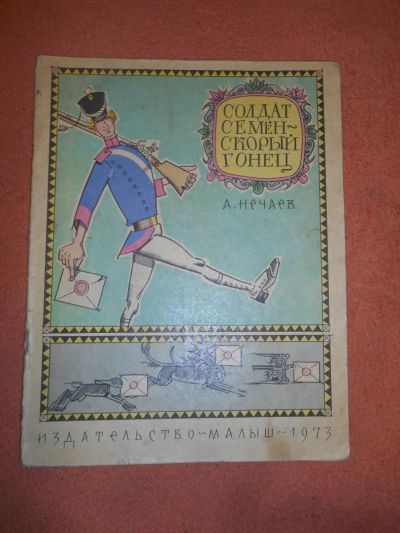 СОЛДАТ
СЕМЁН~
СКОРЫЙ
ГОНЕЦ
А.НЕЧАЕВ
ИЗДАТЕЛЬСТВО~МАЛЫШ~1973